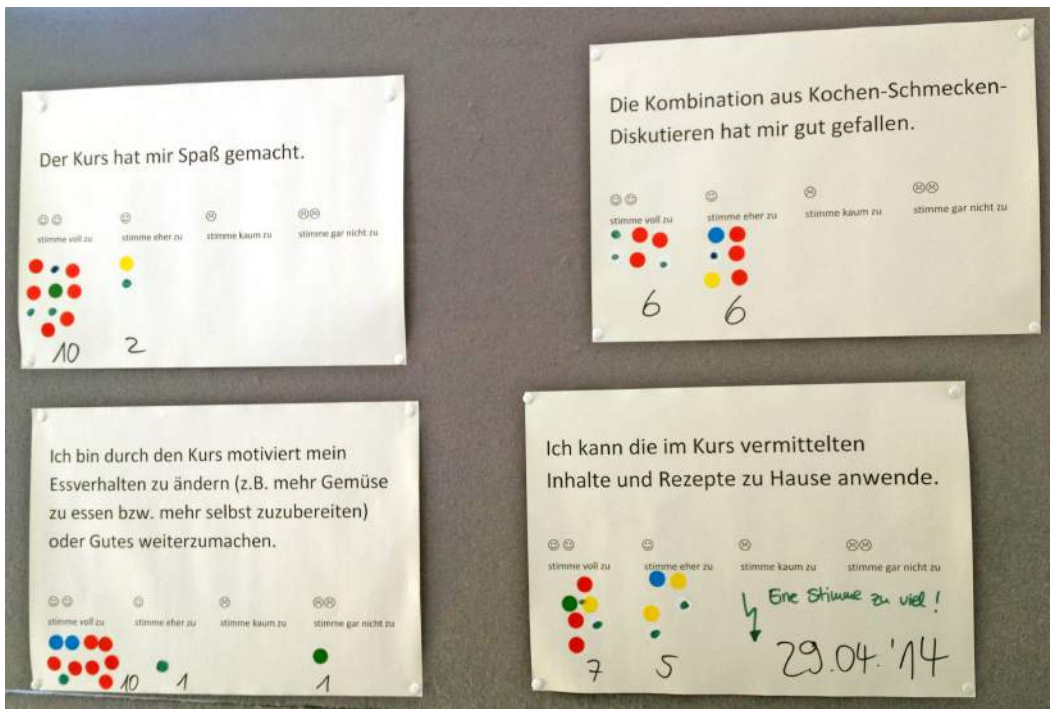 Der Kurs hat mir Spaß gemacht.
stimme voll zu stimme eher zu stimme kaum zu stimme gar nicht zu
10 2
Die Kombination aus Kochen-Schmecken-
Diskutieren hat mir gut gefallen.
stimme voll zu stimme eher zu stimme kaum zu stimme gar nicht zu
6 6
Ich bin durch den Kurs motiviert mein
Essverhalten zu ändern (z.B. mehr Gemüse
zu essen bzw. mehr selbst zuzubereiten)
oder Gutes weiterzumachen.
stimme voll zu stimme eher zu stimme kaum zu stimme gar nicht zu
10 1 1
Ich kann die im Kurs vermittelten
Inhalte und Rezepte zu Hause anwende.
stimme voll zu stimme eher zu stimme kaum zu stimme gar nicht zu
Eine Stimme zu viel!
7 5 29.04.'14